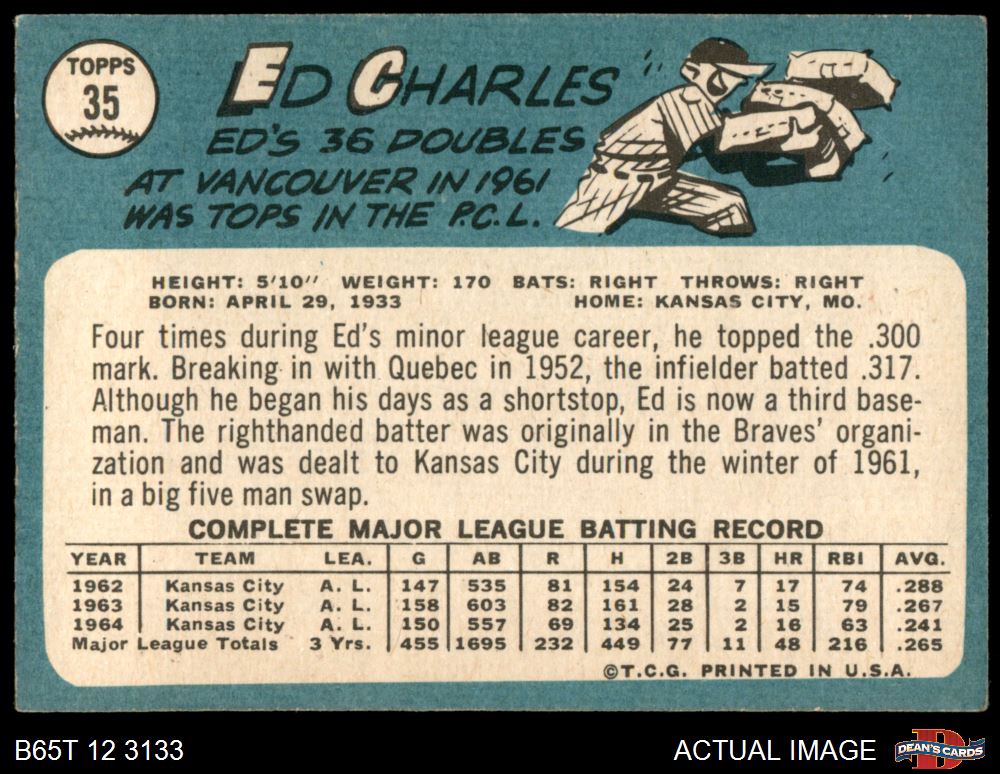 TOPPS
35
ED CHARLES
ED'S 36 DOUBLES
AT VANCOUVER IN 1961
WAS TOPS IN THE P.C.L.
HEIGHT: 5'10" WEIGHT: 170 BATS: RIGHT THROWS: RIGHT
BORN: APRIL 29, 1933 HOME: KANSAS CITY, MO.
Four times during Ed's minor league career, he topped the .300
mark. Breaking in with Quebec in 1952, the infielder batted .317.
Although he began his days as a shortstop, Ed is now a third base-
man. The righthanded batter was originally in the Braves' organi-
zation and was dealt to Kansas City during the winter of 1961,
in a big five man swap.
COMPLETE MAJOR LEAGUE BATTING RECORD
YEAR TEAM LEA. G AB R H 2B 3B HR RBI AVG.
1962 Kansas City A. L. 147 535 81 154 24 7 17 74 .288
1963 Kansas City A. L. 158 603 82 161 28 2 15 79 .267
1964 Kansas City A. L. 150 557 69 134 25 2 16 63 .241
Major League Totals 3 Yrs. 455 1695 232 449 77 11 48 216 .265
©T.C.G. PRINTED IN U.S.A.
B65T 12 3133
ACTUAL IMAGE
D
DEAN'S CARDS